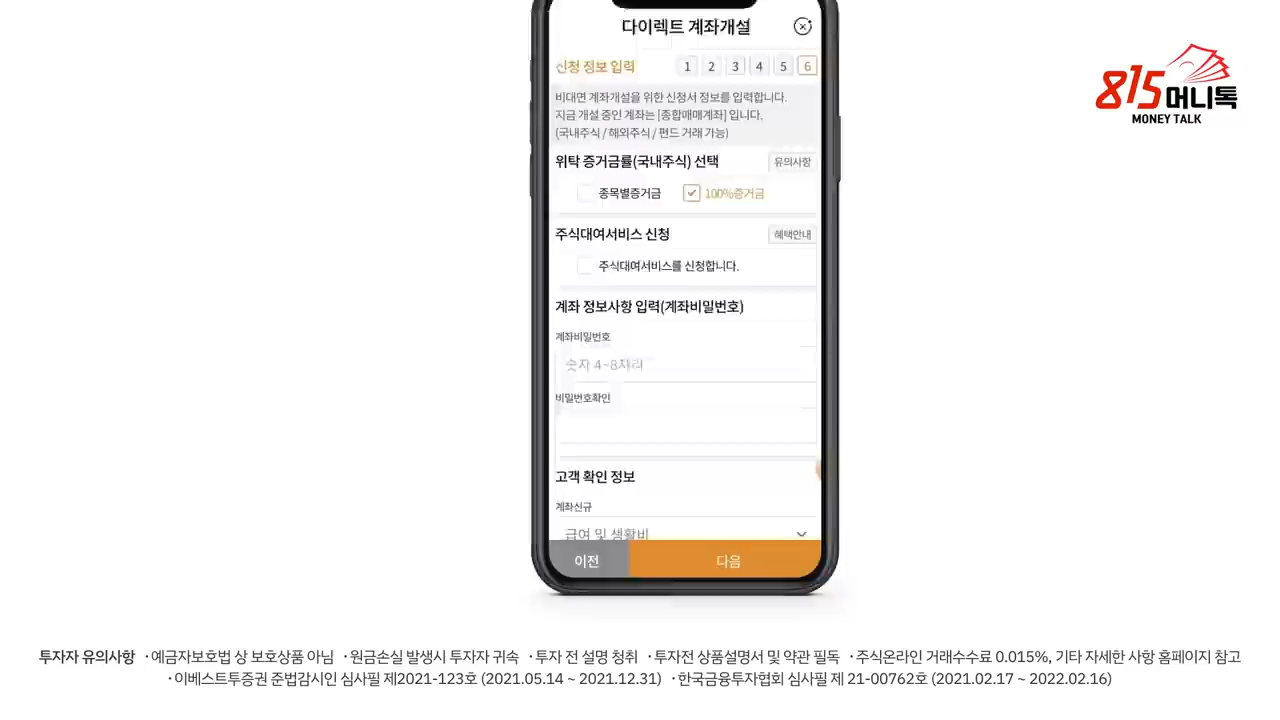 다이렉트 계좌개설
신청 정보 입력 1 2 3 4 5 6
비대면 계좌개설을 위한 신청서 정보를 입력합니다.
지금 개설 중인 계좌는 [종합매매계좌] 입니다.
(국내주식 / 해외주식 / 펀드 거래 가능)
위탁 증거금률(국내주식) 선택 유의사항
종목별증거금 100%증거금
주식대여서비스 신청 혜택안내
주식대여서비스를 신청합니다.
계좌 정보사항 입력(계좌비밀번호)
계좌비밀번호
숫자 4~8자리
비밀번호확인
고객 확인 정보
계좌신규
급여 및 생활비
이전 다음
815머니톡
MONEY TALK
투자자 유의사항 ·예금자보호법 상 보호상품 아님 ·원금손실 발생시 투자자 귀속 ·투자 전 설명 청취 ·투자전 상품설명서 및 약관 필독 ·주식온라인 거래수수료 0.015%, 기타 자세한 사항 홈페이지 참고
·이베스트투증권 준법감시인 심사필 제2021-123호 (2021.05.14 ~ 2021.12.31) ·한국금융투자협회 심사필 제 21-00762호 (2021.02.17 ~ 2022.02.16)